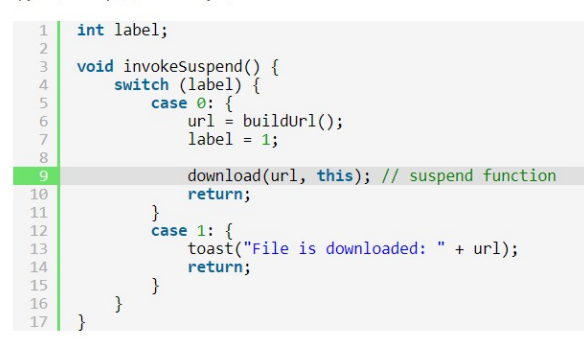 1 int label;
2
3 void invokeSuspend() {
4     switch (label) {
5         case 0: {
6             url = buildUrl();
7             label = 1;
8
9             download(url, this); // suspend function
10             return;
11         }
12         case 1: {
13             toast("File is downloaded: " + url);
14             return;
15         }
16     }
17 }